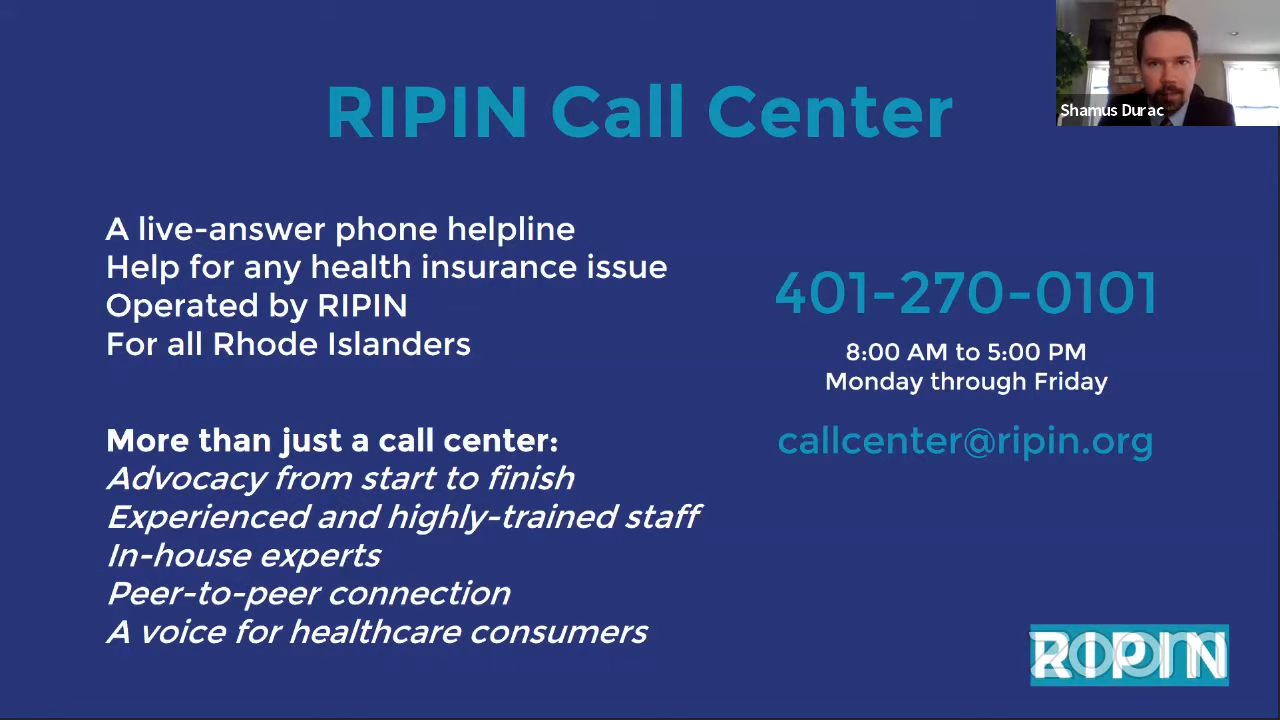 RIPIN Call Center
Shamus Durac
A live-answer phone helpline
Help for any health insurance issue
Operated by RIPIN
For all Rhode Islanders
401-270-0101
8:00 AM to 5:00 PM
Monday through Friday
callcenter@ripin.org
More than just a call center:
Advocacy from start to finish
Experienced and highly-trained staff
In-house experts
Peer-to-peer connection
A voice for healthcare consumers
RIPIN
zoom